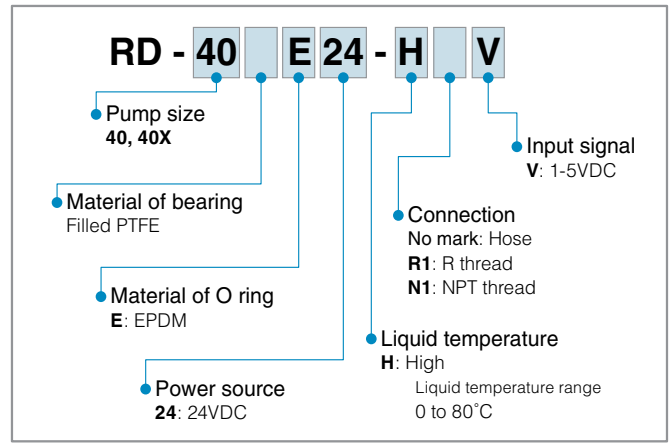 RD - 40 E 24 - H V
Pump size
40, 40X
Input signal
V: 1-5VDC
Material of bearing
Filled PTFE
Connection
No mark: Hose
R1: R thread
N1: NPT thread
Material of O ring
E: EPDM
Liquid temperature
H: High
Liquid temperature range
0 to 80˚C
Power source
24: 24VDC